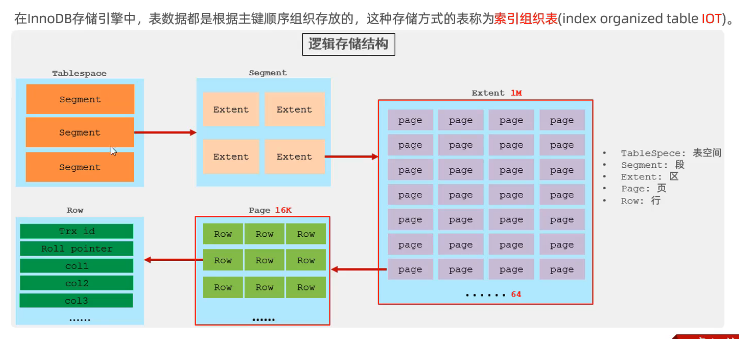 在InnoDB存储引擎中，表数据都是根据主键顺序组织存放的，这种存储方式的表称为索引组织表(index organized table IOT)。
逻辑存储结构
Tablespace
Segment
Segment
Segment
Segment
Extent Extent
Extent Extent
Extent 1M
page page page page
page page page page
page page page page
page page page page
page page page page
page page page page
page page page page
...... 64
• TableSpece: 表空间
• Segment: 段
• Extent: 区
• Page: 页
• Row: 行
Row
Trx id
Roll pointer
col1
col2
col3
......
Page 16K
Row Row Row
Row Row Row
Row Row Row
......